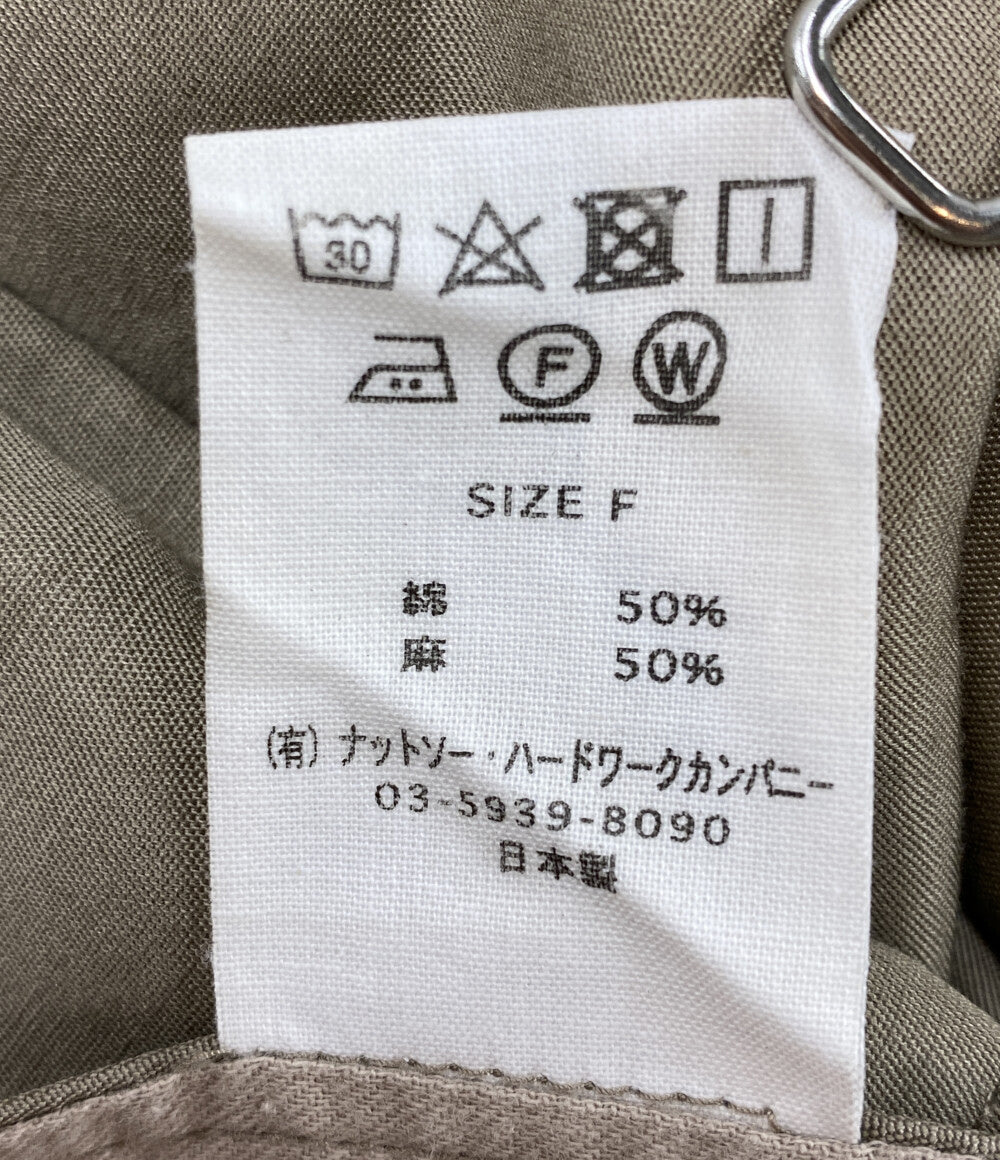 30
F W
SIZE F
綿 50%
麻 50%
(有) ナットソー・ハードワークカンパニー
03-5939-8090
日本製